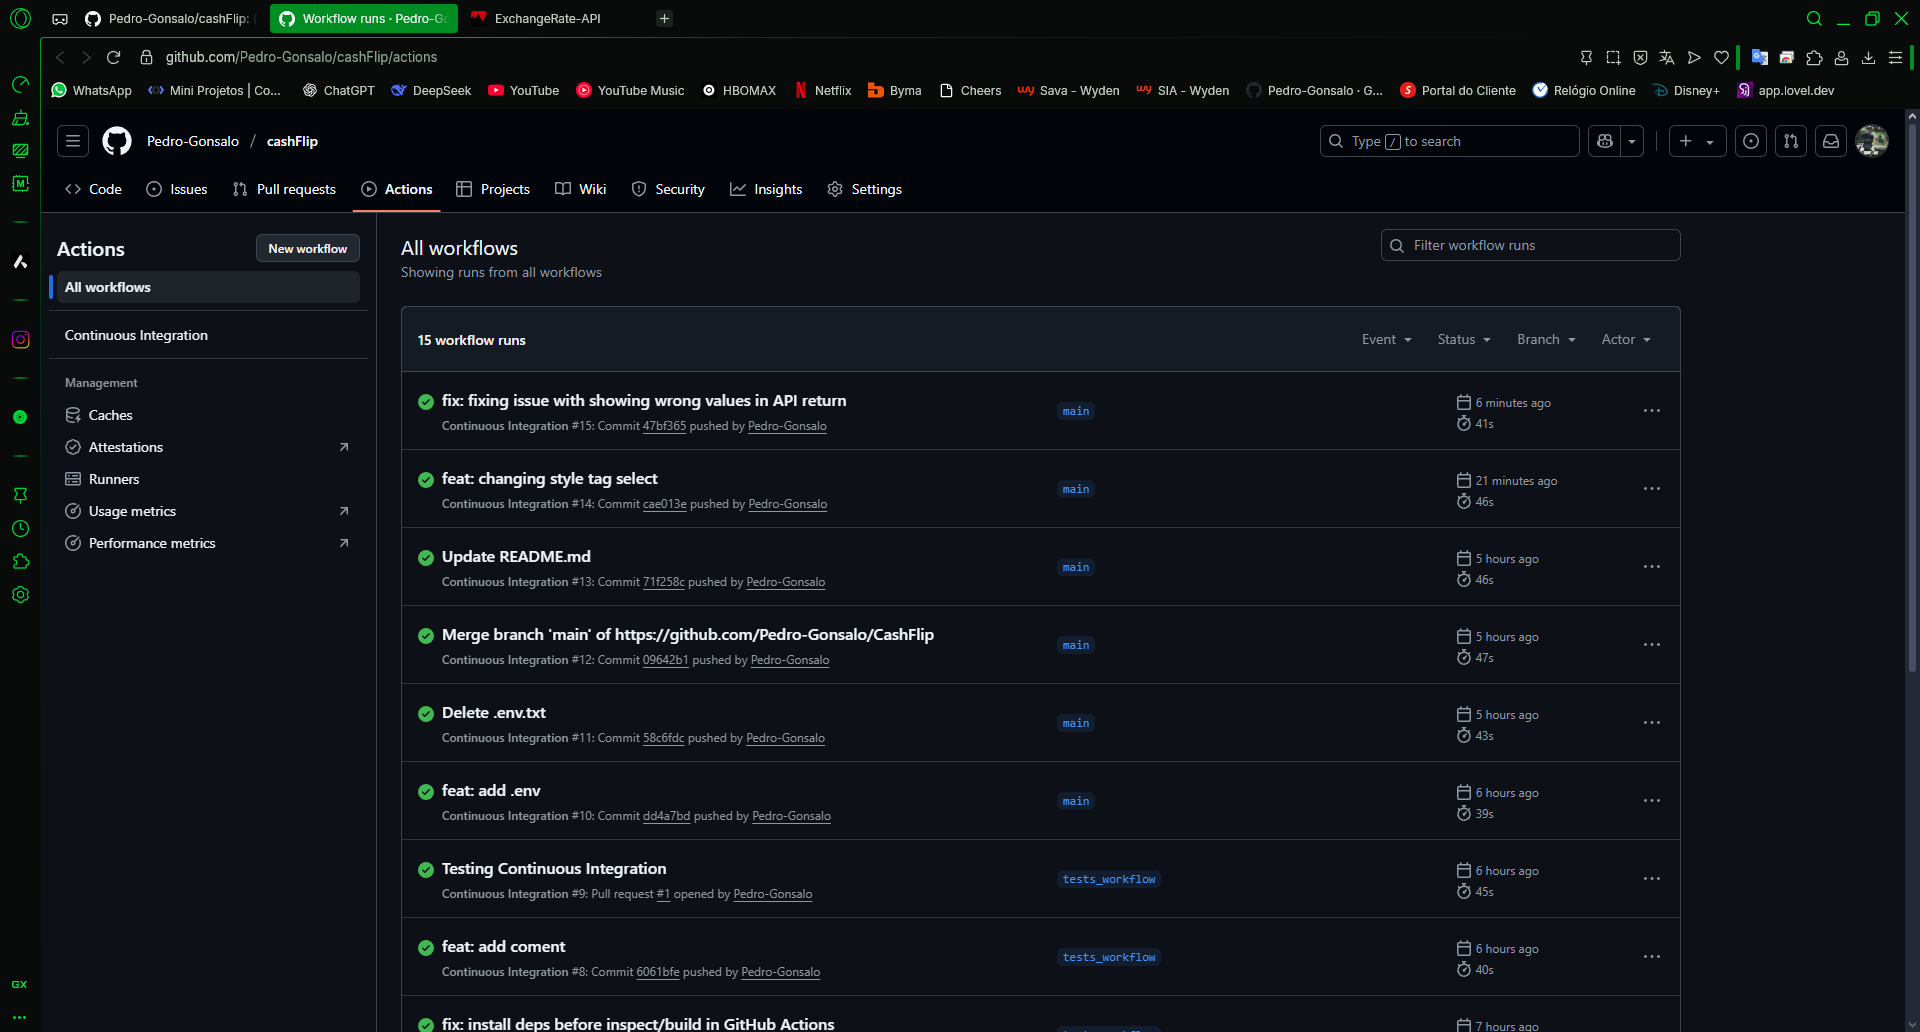 Pedro-Gonsalo/cashFlip:
Workflow runs · Pedro-Go
ExchangeRate-API
github.com/Pedro-Gonsalo/cashFlip/actions
WhatsApp
Mini Projetos | Co...
ChatGPT
DeepSeek
YouTube
YouTube Music
HBOMAX
Netflix
Byma
Cheers
Sava - Wyden
SIA - Wyden
Pedro-Gonsalo · G...
Portal do Cliente
Relógio Online
Disney+
app.lovel.dev
Pedro-Gonsalo / cashFlip
Type / to search
Code
Issues
Pull requests
Actions
Projects
Wiki
Security
Insights
Settings
Actions
New workflow
All workflows
Continuous Integration
Management
Caches
Attestations
Runners
Usage metrics
Performance metrics
GX
All workflows
Showing runs from all workflows
Filter workflow runs
15 workflow runs
Event
Status
Branch
Actor
fix: fixing issue with showing wrong values in API return
Continuous Integration #15: Commit 47bf365 pushed by Pedro-Gonsalo
main
6 minutes ago
41s
feat: changing style tag select
Continuous Integration #14: Commit cae013e pushed by Pedro-Gonsalo
main
21 minutes ago
46s
Update README.md
Continuous Integration #13: Commit 71f258c pushed by Pedro-Gonsalo
main
5 hours ago
46s
Merge branch 'main' of https://github.com/Pedro-Gonsalo/CashFlip
Continuous Integration #12: Commit 09642b1 pushed by Pedro-Gonsalo
main
5 hours ago
47s
Delete .env.txt
Continuous Integration #11: Commit 58c6fdc pushed by Pedro-Gonsalo
main
5 hours ago
43s
feat: add .env
Continuous Integration #10: Commit dd4a7bd pushed by Pedro-Gonsalo
main
6 hours ago
39s
Testing Continuous Integration
Continuous Integration #9: Pull request #1 opened by Pedro-Gonsalo
tests_workflow
6 hours ago
45s
feat: add coment
Continuous Integration #8: Commit 6061bfe pushed by Pedro-Gonsalo
tests_workflow
6 hours ago
40s
fix: install deps before inspect/build in GitHub Actions
7 hours ago